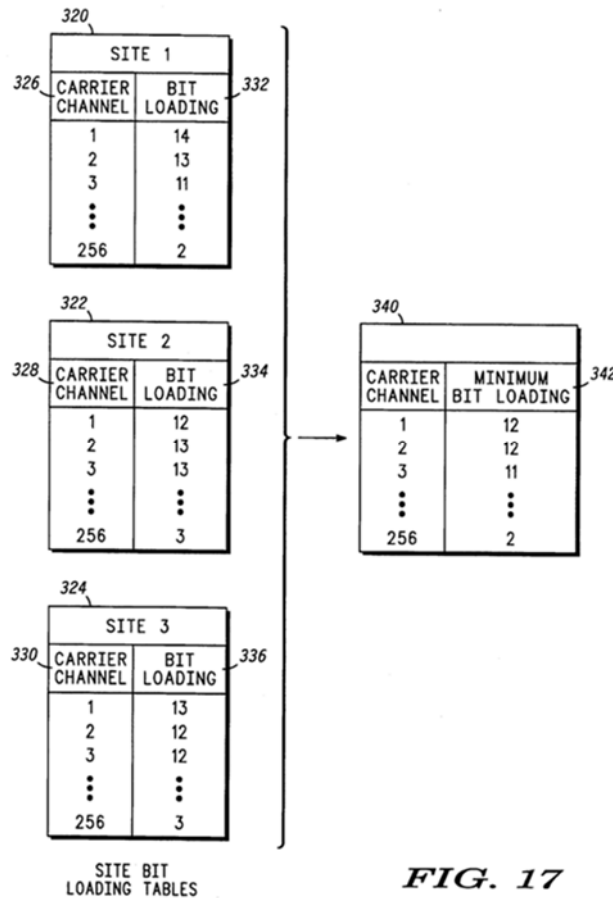 320
SITE 1
326 CARRIER CHANNEL BIT LOADING 332
1 14
2 13
3 11
256 2
322
SITE 2
328 CARRIER CHANNEL BIT LOADING 334
1 12
2 13
3 13
256 3
324
SITE 3
330 CARRIER CHANNEL BIT LOADING 336
1 13
2 12
3 12
256 3
SITE BIT
LOADING TABLES
340
CARRIER CHANNEL MINIMUM BIT LOADING 342
1 12
2 12
3 11
256 2
FIG. 17